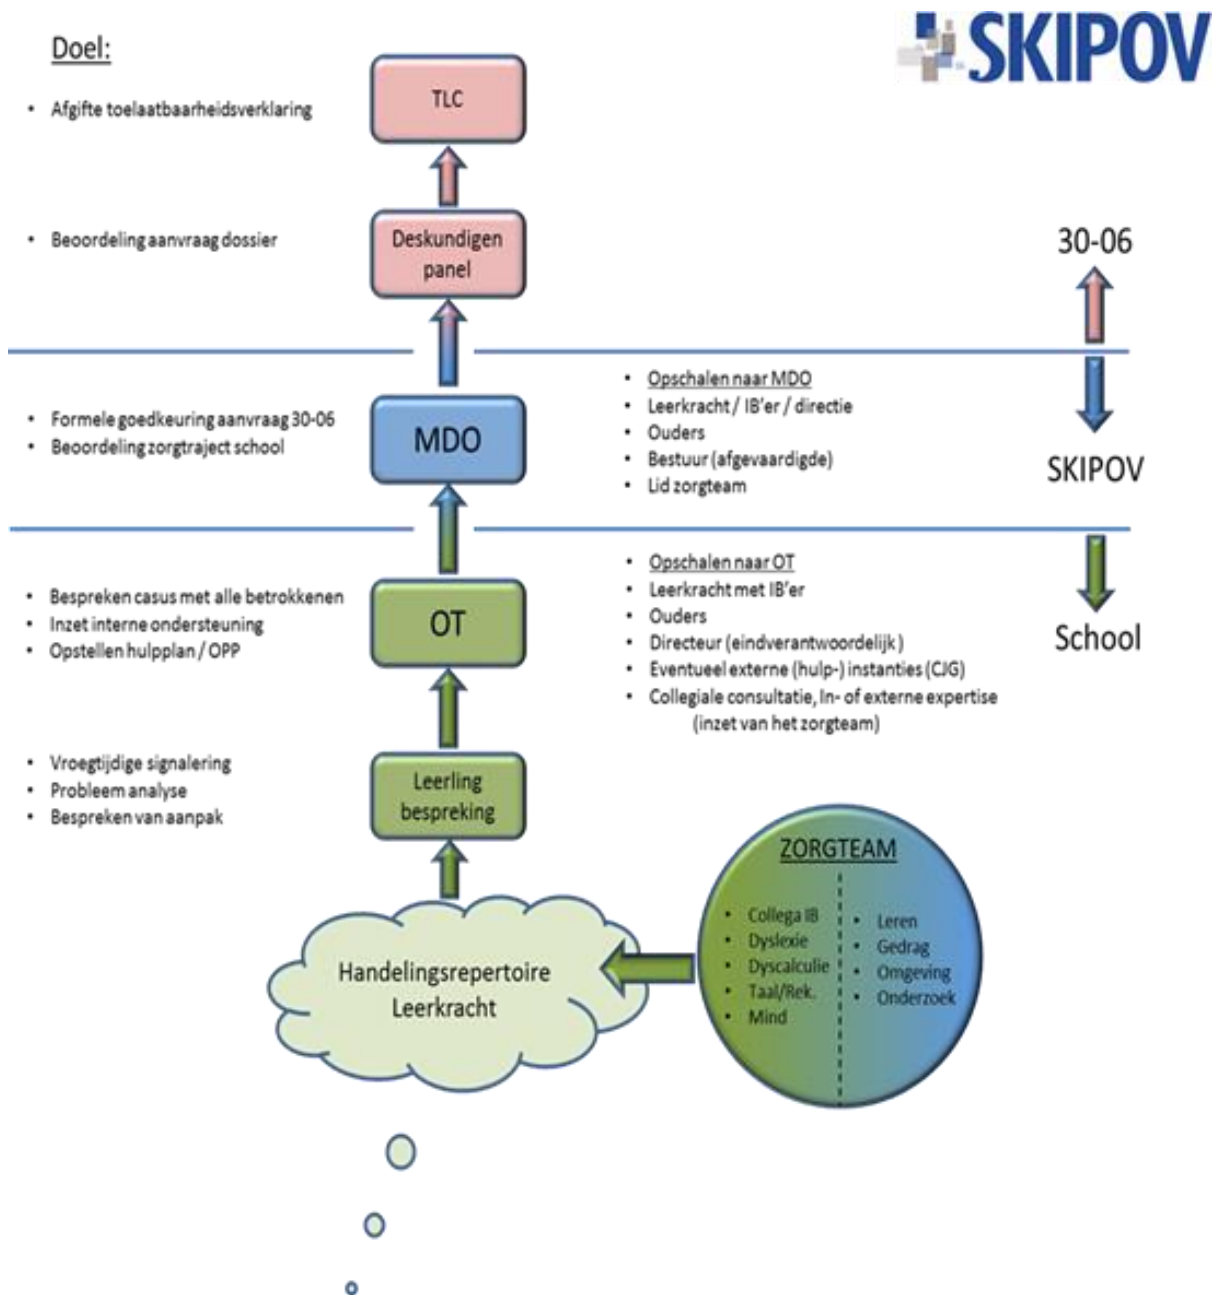 SKIPOV
Doel:
TLC
• Afgifte toelaatbaarheidsverklaring
• Beoordeling aanvraag dossier
Deskundigen
panel
30-06
• Formele goedkeuring aanvraag 30-06
• Beoordeling zorgtraject school
MDO
• Opschalen naar MDO
• Leerkracht / IB'er / directie
• Ouders
• Bestuur (afgevaardigde)
• Lid zorgteam
SKIPOV
• Bespreken casus met alle betrokkenen
• Inzet interne ondersteuning
• Opstellen hulpplan / OPP
OT
• Opschalen naar OT
• Leerkracht met IB'er
• Ouders
• Directeur (eindverantwoordelijk)
• Eventueel externe (hulp-) instanties (CJG)
• Collegiale consultatie, In- of externe expertise
(inzet van het zorgteam)
School
• Vroegtijdige signalering
• Probleem analyse
• Bespreken van aanpak
Leerling
bespreking
ZORGTEAM
• Collega IB
• Dyslexie
• Dyscalculie
• Taal/Rek.
• Mind
• Leren
• Gedrag
• Omgeving
• Onderzoek
Handelingsrepertoire
Leerkracht